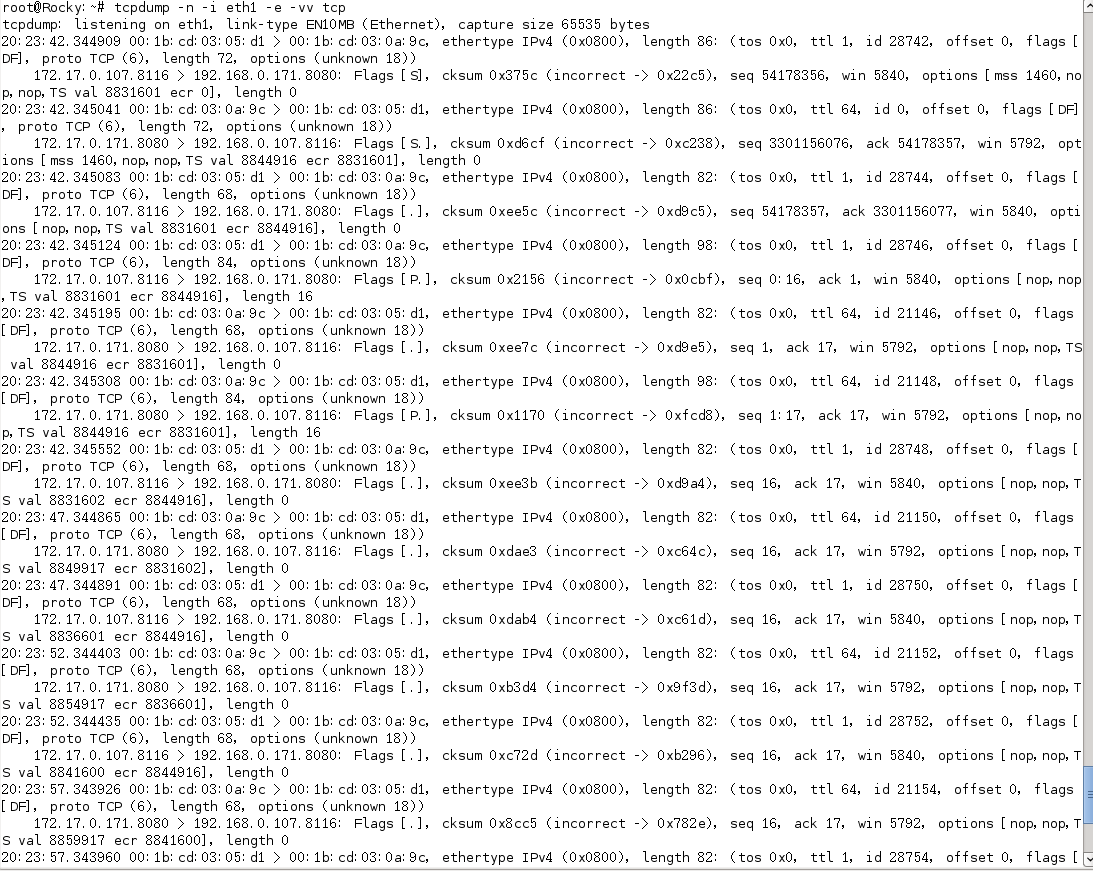 root@Rocky:~# tcpdump -n -i eth1 -e -vv tcp
tcpdump: listening on eth1, link-type EN10MB (Ethernet), capture size 65535 bytes
20:23:42.344909 00:1b:cd:03:05:d1 > 00:1b:cd:03:0a:9c, ethertype IPv4 (0x0800), length 86: (tos 0x0, ttl 1, id 28742, offset 0, flags [
DF], proto TCP (6), length 72, options (unknown 18))
    172.17.0.107.8116 > 192.168.0.171.8080: Flags [S], cksum 0x375c (incorrect -> 0x22c5), seq 54178356, win 5840, options [mss 1460,no
p,nop,TS val 8831601 ecr 0], length 0
20:23:42.345041 00:1b:cd:03:0a:9c > 00:1b:cd:03:05:d1, ethertype IPv4 (0x0800), length 86: (tos 0x0, ttl 64, id 0, offset 0, flags [DF]
, proto TCP (6), length 72, options (unknown 18))
    172.17.0.171.8080 > 192.168.0.107.8116: Flags [S.], cksum 0xd6cf (incorrect -> 0xc238), seq 3301156076, ack 54178357, win 5792, opt
ions [mss 1460,nop,nop,TS val 8844916 ecr 8831601], length 0
20:23:42.345083 00:1b:cd:03:05:d1 > 00:1b:cd:03:0a:9c, ethertype IPv4 (0x0800), length 82: (tos 0x0, ttl 1, id 28744, offset 0, flags [
DF], proto TCP (6), length 68, options (unknown 18))
    172.17.0.107.8116 > 192.168.0.171.8080: Flags [.], cksum 0xee5c (incorrect -> 0xd9c5), seq 54178357, ack 3301156077, win 5840, opti
ons [nop,nop,TS val 8831601 ecr 8844916], length 0
20:23:42.345124 00:1b:cd:03:05:d1 > 00:1b:cd:03:0a:9c, ethertype IPv4 (0x0800), length 98: (tos 0x0, ttl 1, id 28746, offset 0, flags [
DF], proto TCP (6), length 84, options (unknown 18))
    172.17.0.107.8116 > 192.168.0.171.8080: Flags [P.], cksum 0x2156 (incorrect -> 0x0cbf), seq 0:16, ack 1, win 5840, options [nop,nop
,TS val 8831601 ecr 8844916], length 16
20:23:42.345195 00:1b:cd:03:0a:9c > 00:1b:cd:03:05:d1, ethertype IPv4 (0x0800), length 82: (tos 0x0, ttl 64, id 21146, offset 0, flags
[DF], proto TCP (6), length 68, options (unknown 18))
    172.17.0.171.8080 > 192.168.0.107.8116: Flags [.], cksum 0xee7c (incorrect -> 0xd9e5), seq 1, ack 17, win 5792, options [nop,nop,TS
 val 8844916 ecr 8831601], length 0
20:23:42.345308 00:1b:cd:03:0a:9c > 00:1b:cd:03:05:d1, ethertype IPv4 (0x0800), length 98: (tos 0x0, ttl 64, id 21148, offset 0, flags
[DF], proto TCP (6), length 84, options (unknown 18))
    172.17.0.171.8080 > 192.168.0.107.8116: Flags [P.], cksum 0x1170 (incorrect -> 0xfcd8), seq 1:17, ack 17, win 5792, options [nop,no
p,TS val 8844916 ecr 8831601], length 16
20:23:42.345552 00:1b:cd:03:05:d1 > 00:1b:cd:03:0a:9c, ethertype IPv4 (0x0800), length 82: (tos 0x0, ttl 1, id 28748, offset 0, flags [
DF], proto TCP (6), length 68, options (unknown 18))
    172.17.0.107.8116 > 192.168.0.171.8080: Flags [.], cksum 0xee3b (incorrect -> 0xd9a4), seq 16, ack 17, win 5840, options [nop,nop,T
S val 8831602 ecr 8844916], length 0
20:23:47.344865 00:1b:cd:03:0a:9c > 00:1b:cd:03:05:d1, ethertype IPv4 (0x0800), length 82: (tos 0x0, ttl 64, id 21150, offset 0, flags
[DF], proto TCP (6), length 68, options (unknown 18))
    172.17.0.171.8080 > 192.168.0.107.8116: Flags [.], cksum 0xdae3 (incorrect -> 0xc64c), seq 16, ack 17, win 5792, options [nop,nop,T
S val 8849917 ecr 8831602], length 0
20:23:47.344891 00:1b:cd:03:05:d1 > 00:1b:cd:03:0a:9c, ethertype IPv4 (0x0800), length 82: (tos 0x0, ttl 1, id 28750, offset 0, flags [
DF], proto TCP (6), length 68, options (unknown 18))
    172.17.0.107.8116 > 192.168.0.171.8080: Flags [.], cksum 0xdab4 (incorrect -> 0xc61d), seq 16, ack 17, win 5840, options [nop,nop,T
S val 8836601 ecr 8844916], length 0
20:23:52.344403 00:1b:cd:03:0a:9c > 00:1b:cd:03:05:d1, ethertype IPv4 (0x0800), length 82: (tos 0x0, ttl 64, id 21152, offset 0, flags
[DF], proto TCP (6), length 68, options (unknown 18))
    172.17.0.171.8080 > 192.168.0.107.8116: Flags [.], cksum 0xb3d4 (incorrect -> 0x9f3d), seq 16, ack 17, win 5792, options [nop,nop,T
S val 8854917 ecr 8836601], length 0
20:23:52.344435 00:1b:cd:03:05:d1 > 00:1b:cd:03:0a:9c, ethertype IPv4 (0x0800), length 82: (tos 0x0, ttl 1, id 28752, offset 0, flags [
DF], proto TCP (6), length 68, options (unknown 18))
    172.17.0.107.8116 > 192.168.0.171.8080: Flags [.], cksum 0xc72d (incorrect -> 0xb296), seq 16, ack 17, win 5840, options [nop,nop,T
S val 8841600 ecr 8844916], length 0
20:23:57.343926 00:1b:cd:03:0a:9c > 00:1b:cd:03:05:d1, ethertype IPv4 (0x0800), length 82: (tos 0x0, ttl 64, id 21154, offset 0, flags
[DF], proto TCP (6), length 68, options (unknown 18))
    172.17.0.171.8080 > 192.168.0.107.8116: Flags [.], cksum 0x8cc5 (incorrect -> 0x782e), seq 16, ack 17, win 5792, options [nop,nop,T
S val 8859917 ecr 8841600], length 0
20:23:57.343960 00:1b:cd:03:05:d1 > 00:1b:cd:03:0a:9c, ethertype IPv4 (0x0800), length 82: (tos 0x0, ttl 1, id 28754, offset 0, flags [